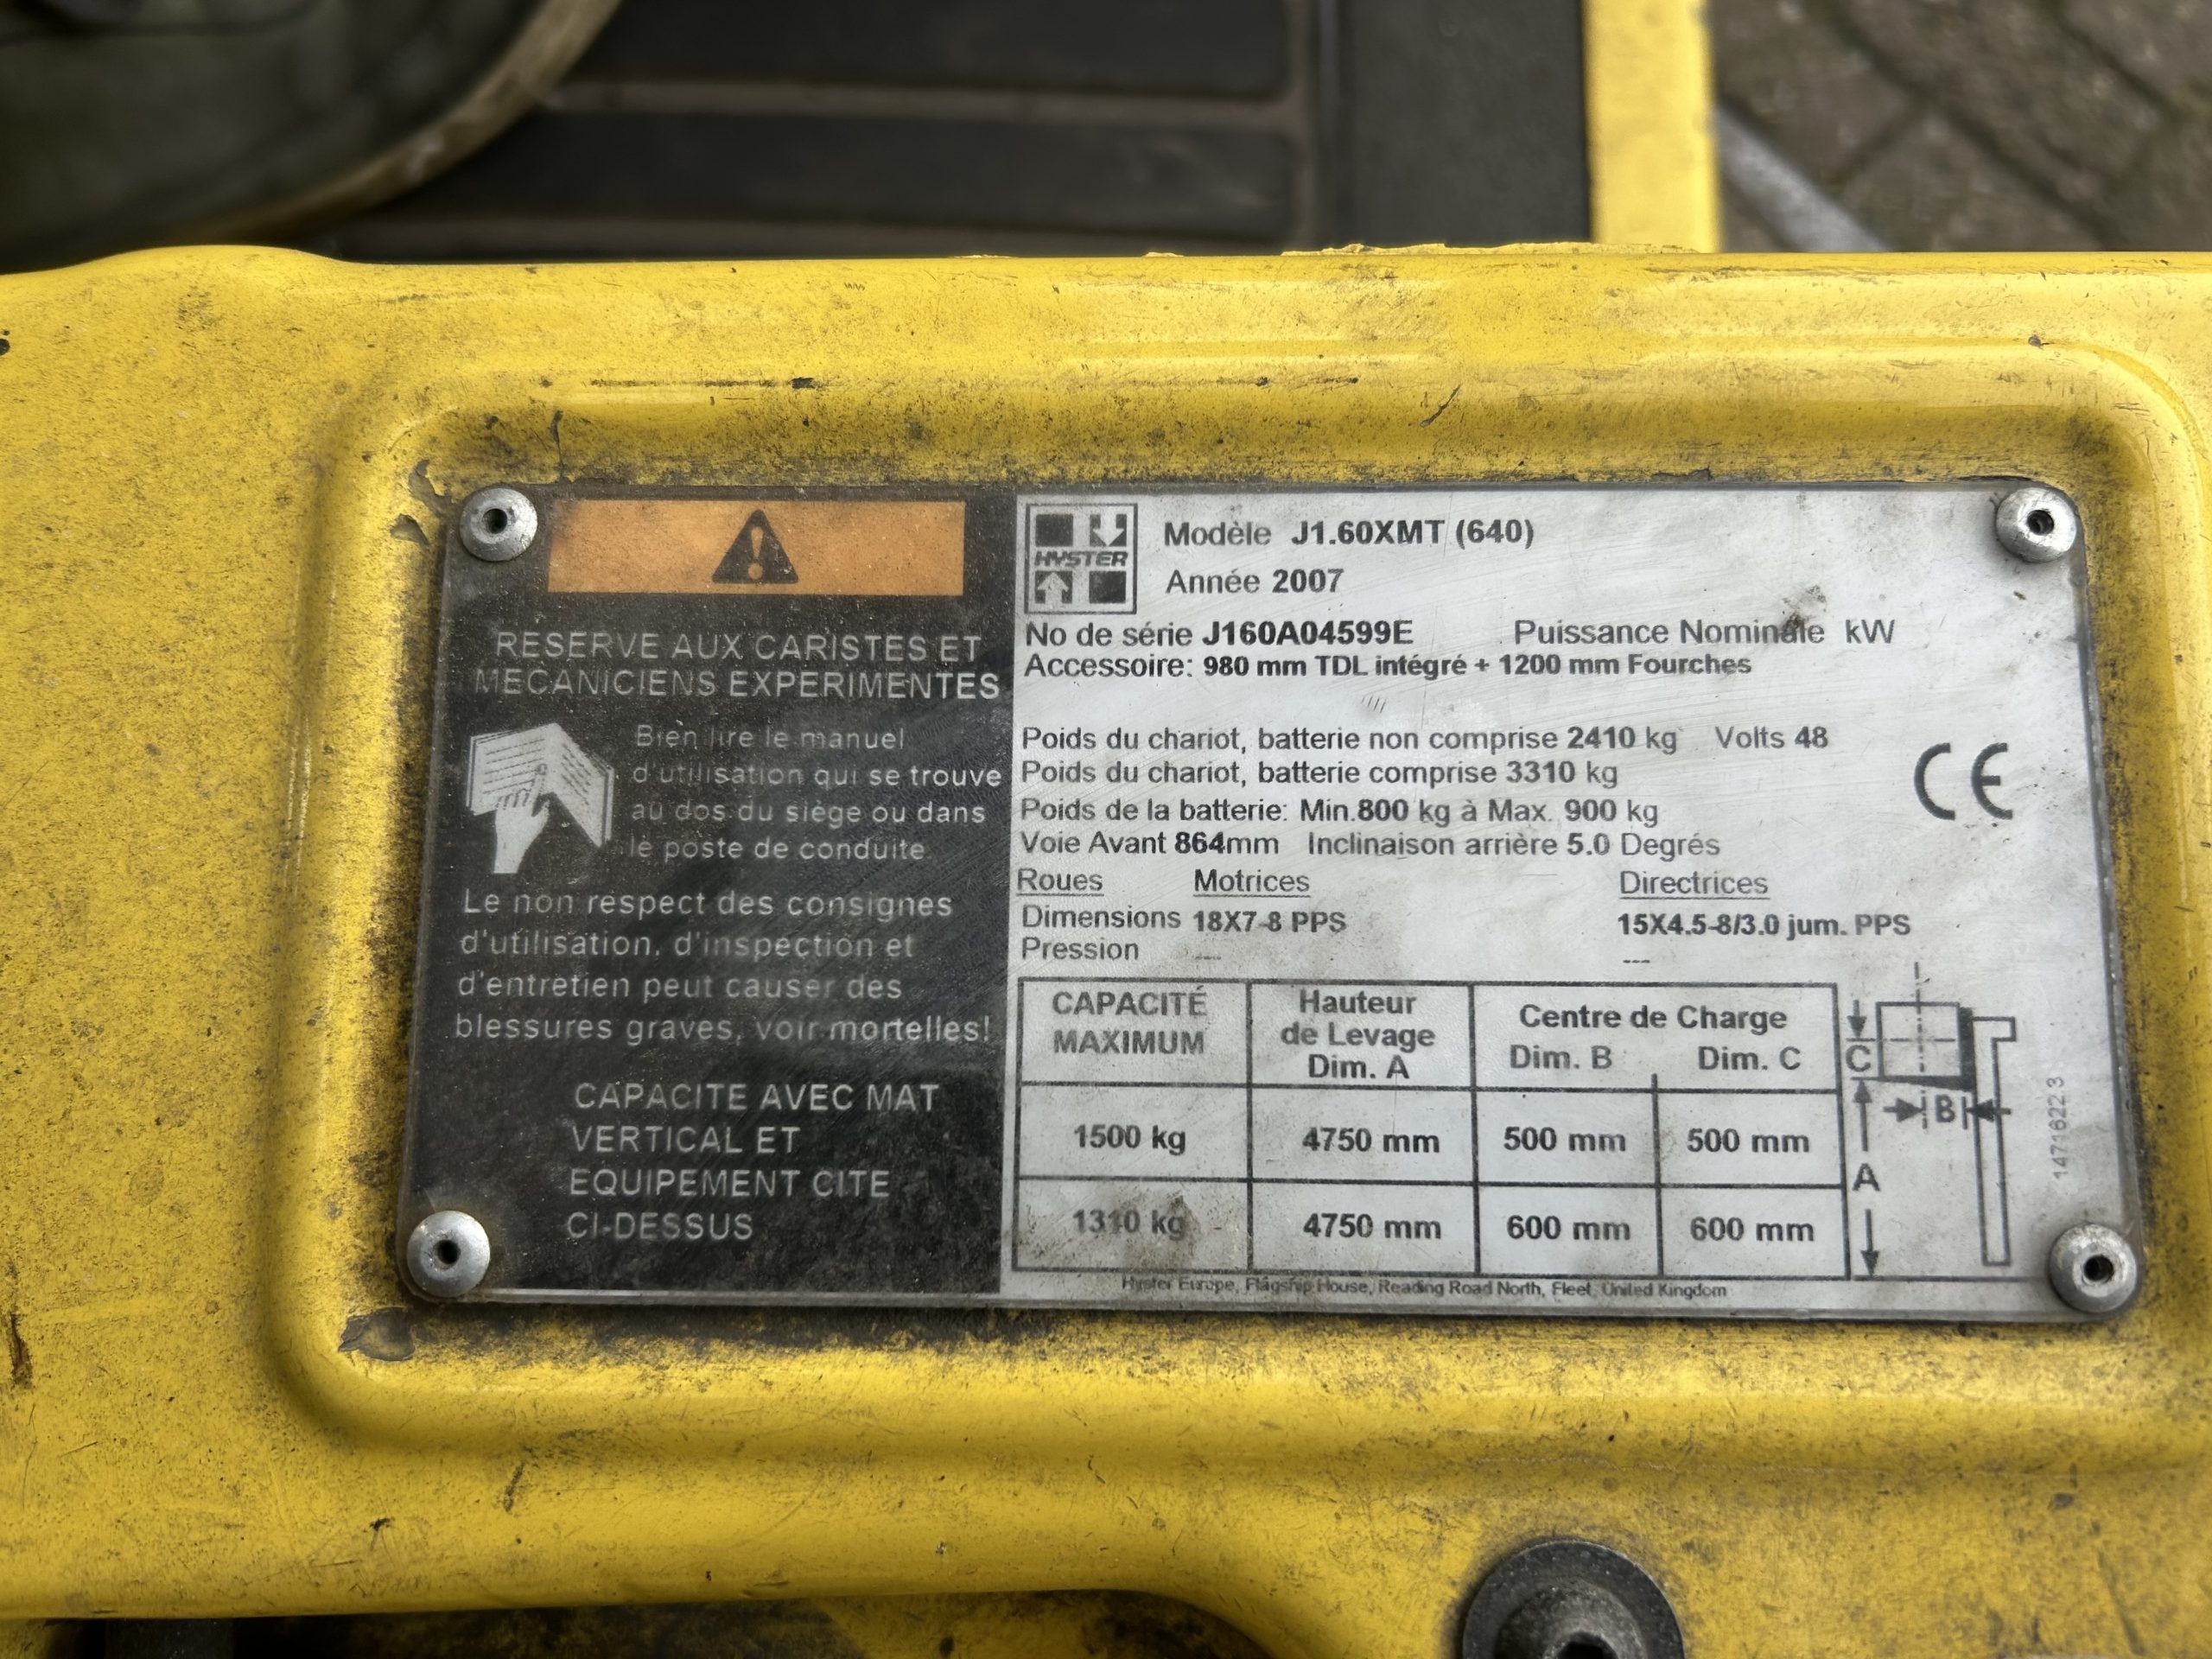 RESERVE AUX CARISTES ET
MECANICIENS EXPERIMENTES
Bien lire le manuel
d'utilisation qui se trouve
au dos du siège ou dans
le poste de conduite
Le non respect des consignes
d'utilisation, d'inspection et
d'entretien peut causer des
blessures graves, voir mortelles!
CAPACITE AVEC MAT
VERTICAL ET
EQUIPEMENT CITE
CI-DESSUS
HYSTER
Modèle J1.60XMT (640)
Année 2007
No de série J160A04599E Puissance Nominale kW
Accessoire: 980 mm TDL intégré + 1200 mm Fourches
Poids du chariot, batterie non comprise 2410 kg Volts 48
Poids du chariot, batterie comprise 3310 kg
Poids de la batterie: Min.800 kg à Max. 900 kg
Voie Avant 864mm Inclinaison arrière 5.0 Degrés
CE
Roues Motrices Directrices
Dimensions 18X7-8 PPS 15X4.5-8/3.0 jum. PPS
Pression --- ---
CAPACITÉ MAXIMUM
Hauteur de Levage Dim. A
Centre de Charge
Dim. B Dim. C
1500 kg 4750 mm 500 mm 500 mm
1310 kg 4750 mm 600 mm 600 mm
C
B
A
14716223
Hyster Europe, Flagship House, Reading Road North, Fleet, United Kingdom